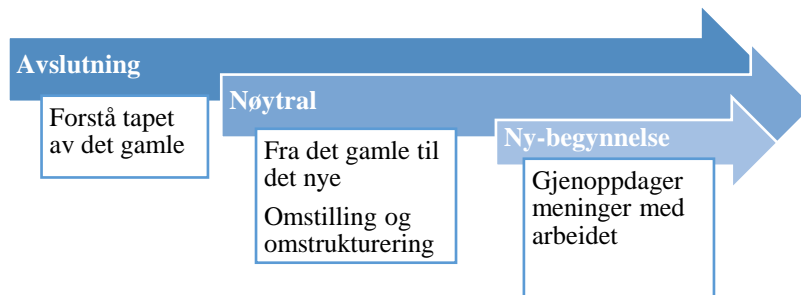 Avslutning
Forstå tapet
av det gamle
Nøytral
Fra det gamle til
det nye
Omstilling og
omstrukturering
Ny-begynnelse
Gjenoppdager
meninger med
arbeidet